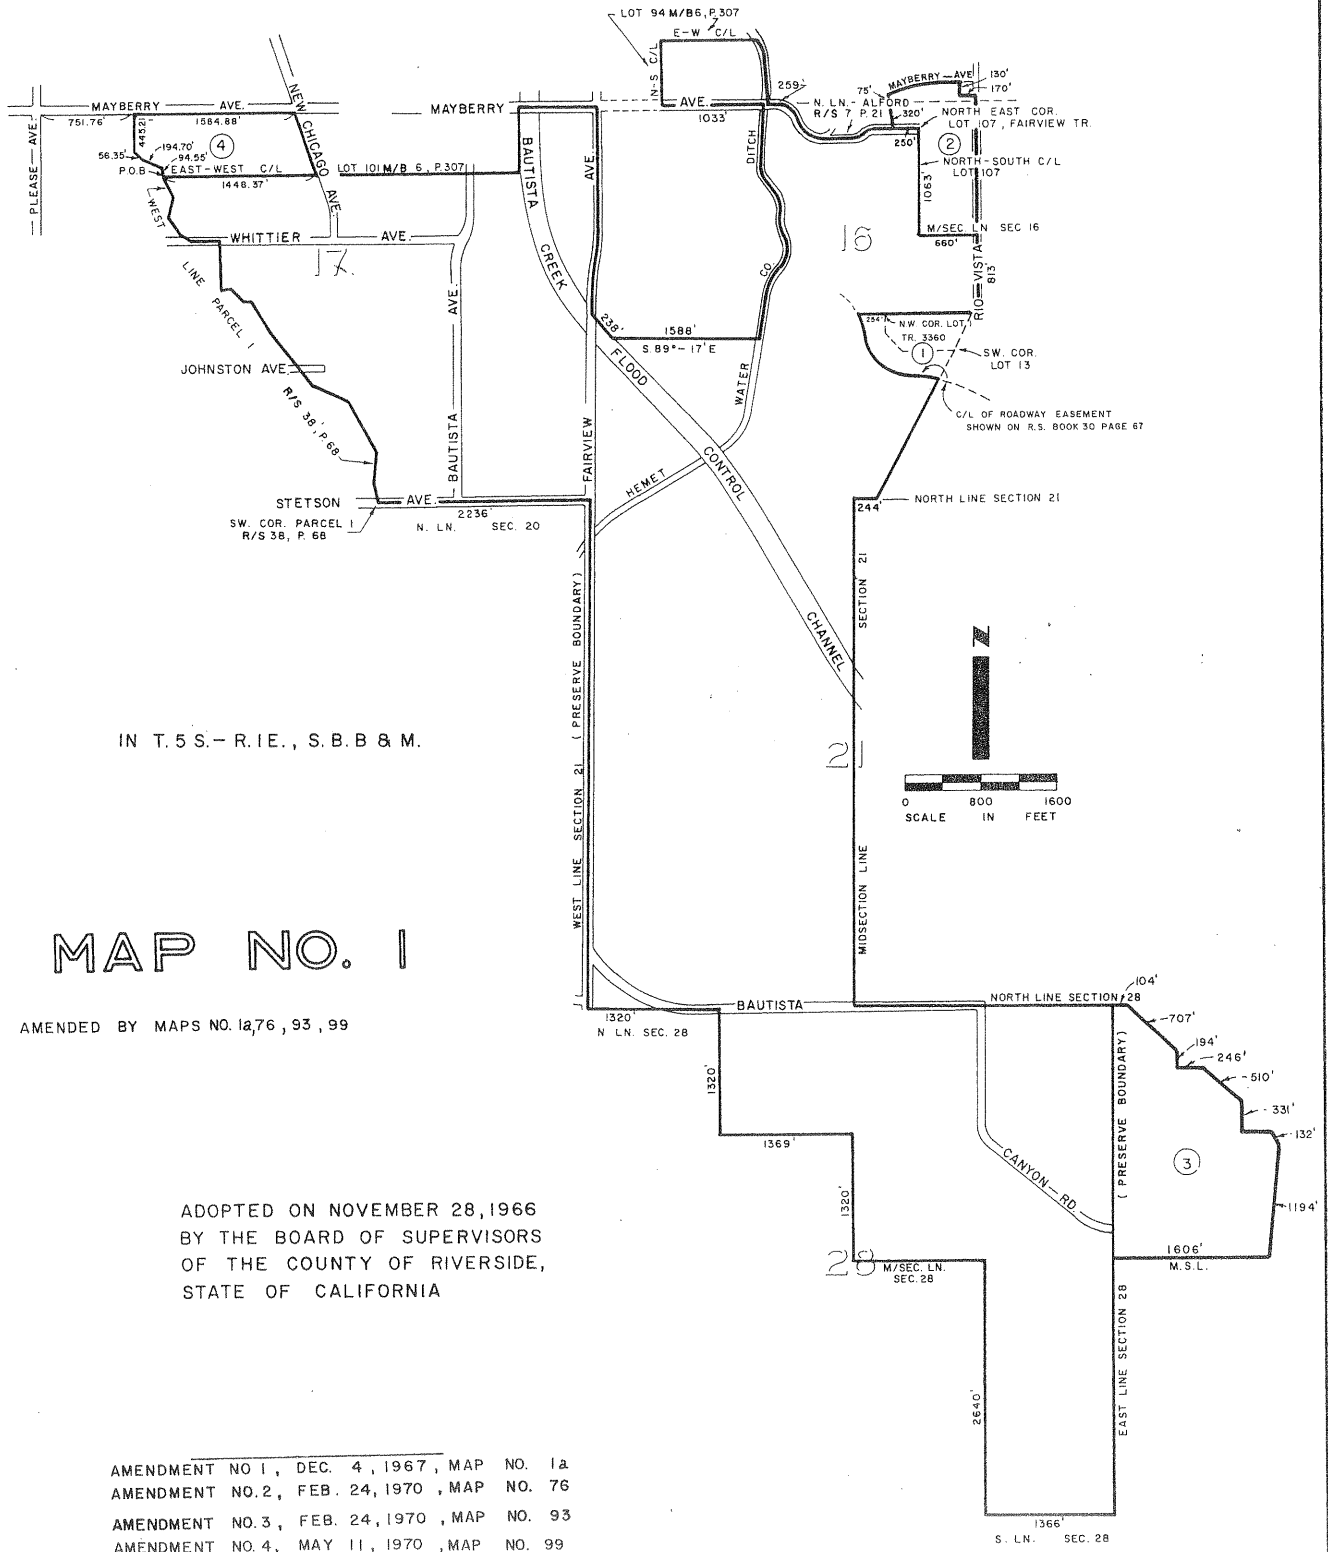 LOT 94 M/B6, P. 307
E-W C/L
N-S C/L
NEW CHICAGO AVE.
MAYBERRY AVE.
751.76'
1584.88'
445.21'
194.70'
56.35'
94.55'
4
P.O.B.
EAST-WEST C/L
1448.37'
LOT 101 M/B 6, P.307
PLEASE AVE.
WEST
LINE PARCEL 1
R/S 38', P. 68
MAYBERRY
AVE.
1033'
259'
75'
MAYBERRY AVE
130'
170'
N. LN.- ALFORD
R/S 7 P. 21
320'
250'
NORTH EAST COR.
LOT 107, FAIRVIEW TR.
2
NORTH-SOUTH C/L
LOT 107
1063'
M/SEC. LN SEC 16
660'
RIO VISTA
813'
WHITTIER AVE.
17
16
BAUTISTA
CREEK
FLOOD
CONTROL
CHANNEL
AVE
FAIRVIEW
BAUTISTA AVE.
DITCH
CO.
WATER
HEMET
238'
1588'
S. 89°- 17' E
254'
N.W. COR. LOT 1
TR. 3360
1
SW. COR.
LOT 13
C/L OF ROADWAY EASEMENT
SHOWN ON R.S. BOOK 30 PAGE 67
JOHNSTON AVE.
STETSON AVE.
SW. COR. PARCEL 1
R/S 38, P. 68
2236'
N. LN. SEC. 20
NORTH LINE SECTION 21
244'
WEST LINE SECTION 21 (PRESERVE BOUNDARY)
MIDSECTION LINE SECTION 21
21
N
0 800 1600
SCALE IN FEET
IN T. 5 S.- R. 1 E., S.B.B & M.
MAP NO. 1
AMENDED BY MAPS NO. 1a,76, 93, 99
BAUTISTA
NORTH LINE SECTION 28
104'
707'
194'
246'
510'
331'
132'
1194'
3
1606'
M.S.L.
1320'
N LN. SEC. 28
1320'
1369'
1320'
28
M/SEC. LN.
SEC. 28
CANYON RD.
(PRESERVE BOUNDARY)
EAST LINE SECTION 28
2640'
1366'
S. LN. SEC. 28
ADOPTED ON NOVEMBER 28, 1966
BY THE BOARD OF SUPERVISORS
OF THE COUNTY OF RIVERSIDE,
STATE OF CALIFORNIA
AMENDMENT NO 1, DEC. 4, 1967, MAP NO. 1a
AMENDMENT NO. 2, FEB. 24, 1970, MAP NO. 76
AMENDMENT NO. 3, FEB. 24, 1970, MAP NO. 93
AMENDMENT NO. 4, MAY 11, 1970, MAP NO. 99